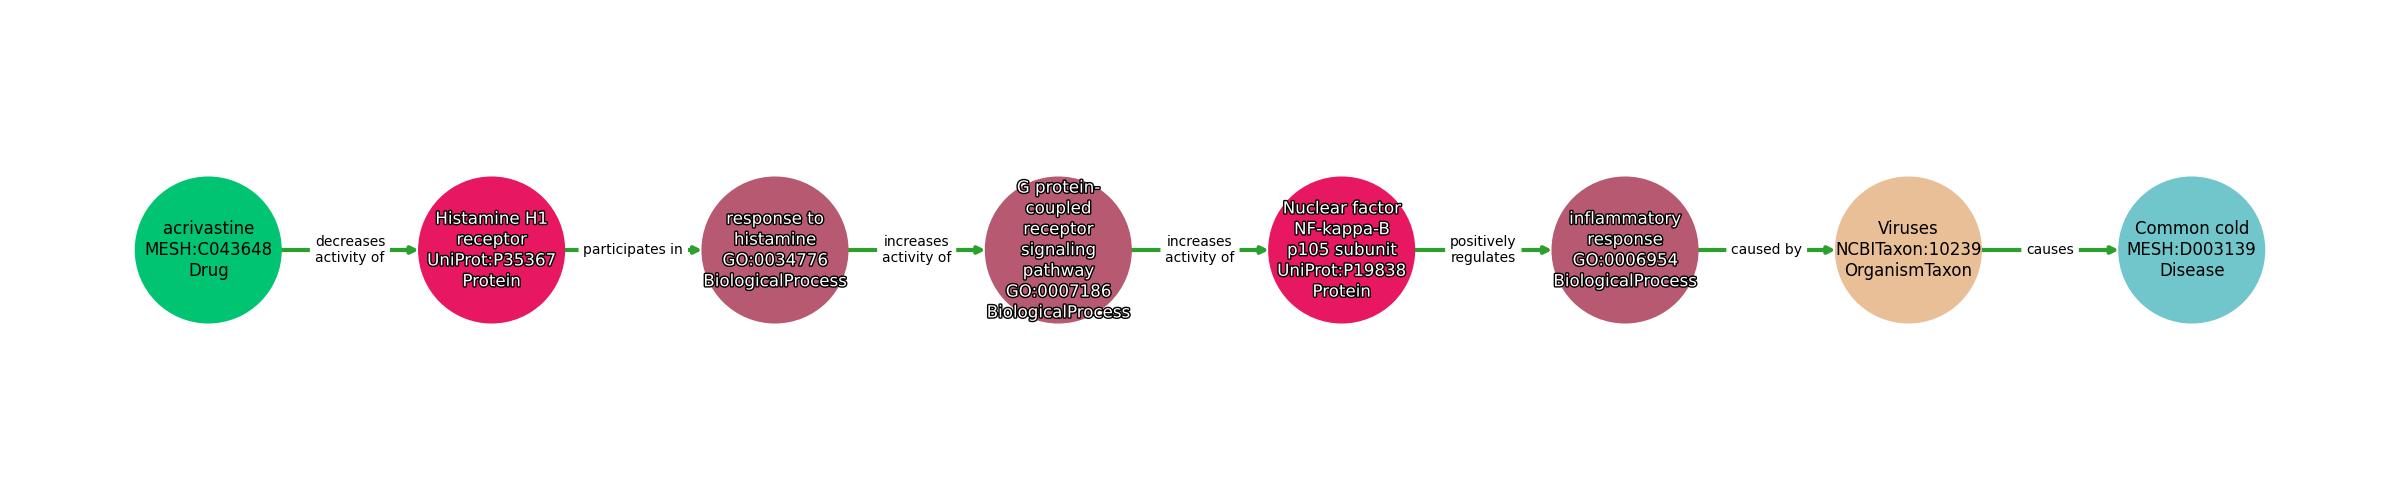 acrivastine
MESH:C043648
Drug
decreases
activity of
Histamine H1
receptor
UniProt:P35367
Protein
participates in
response to
histamine
GO:0034776
BiologicalProcess
increases
activity of
G protein-
coupled
receptor
signaling
pathway
GO:0007186
BiologicalProcess
increases
activity of
Nuclear factor
NF-kappa-B
p105 subunit
UniProt:P19838
Protein
positively
regulates
inflammatory
response
GO:0006954
BiologicalProcess
caused by
Viruses
NCBITaxon:10239
OrganismTaxon
causes
Common cold
MESH:D003139
Disease